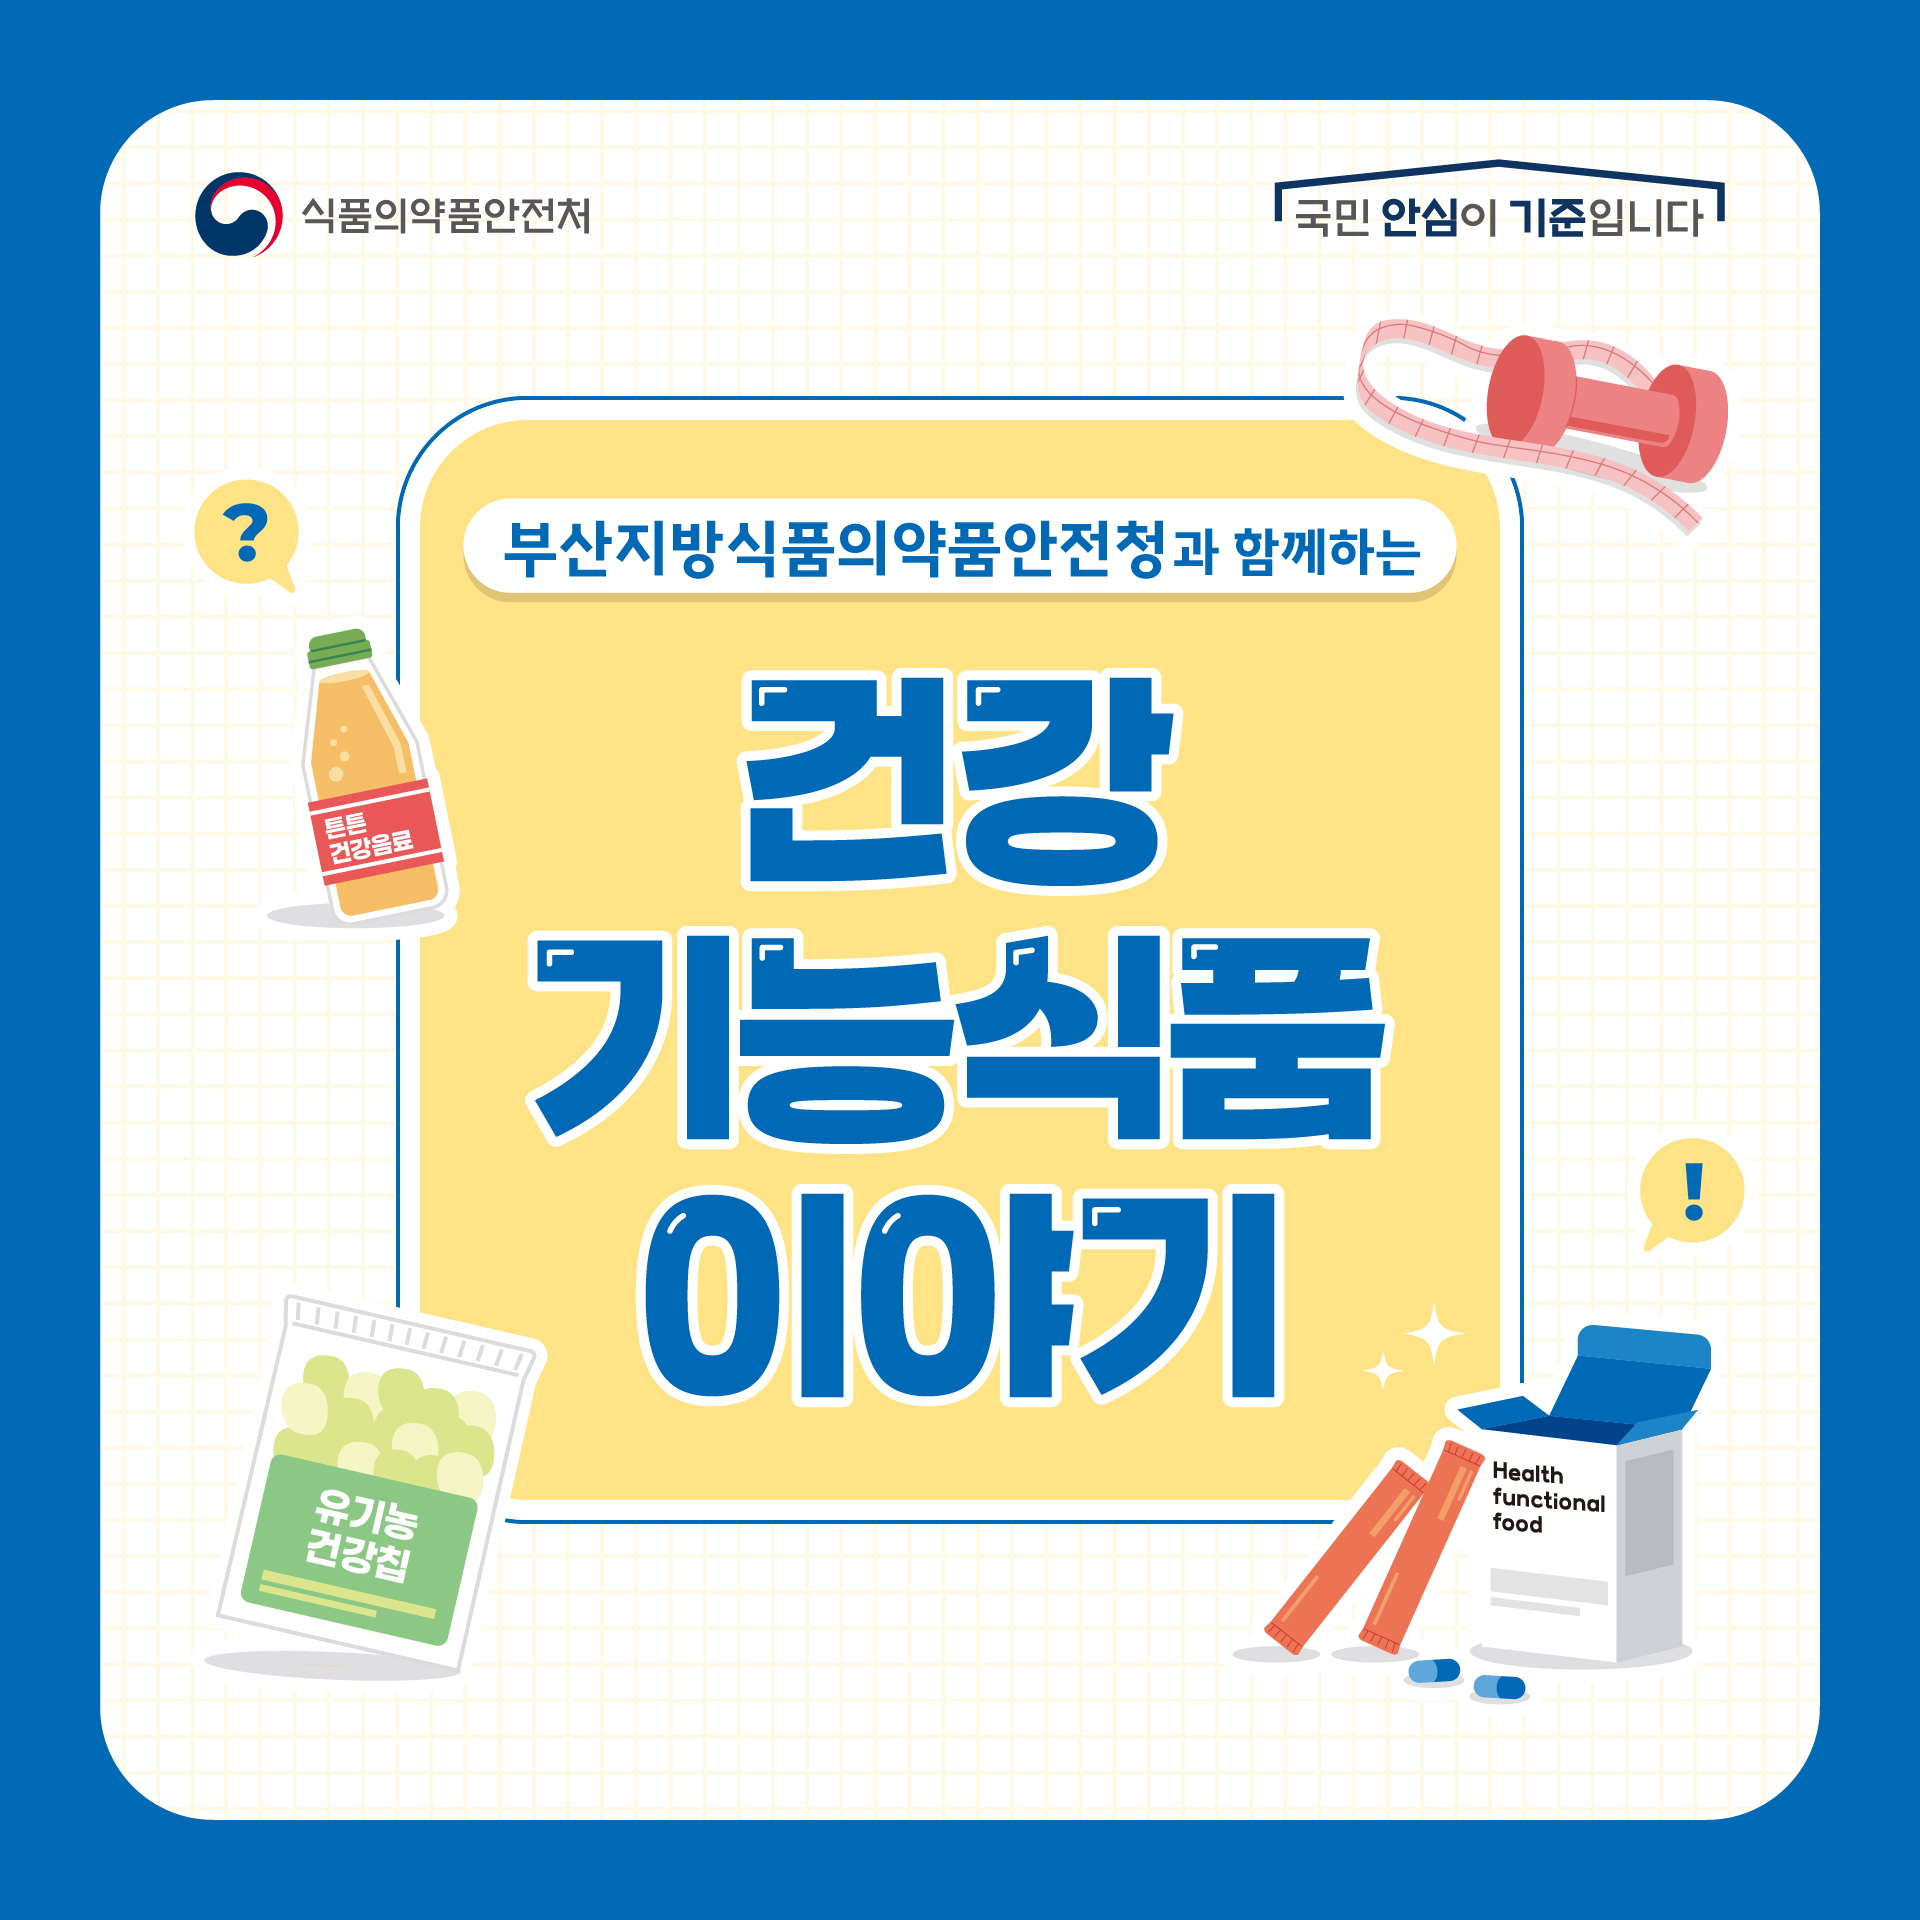 식품의약품안전처
국민 안심이 기준입니다
?
부산지방식품의약품안전청과 함께하는
건강
기능식품
이야기
튼튼
건강음료
!
유기농
건강칩
Health
functional
food